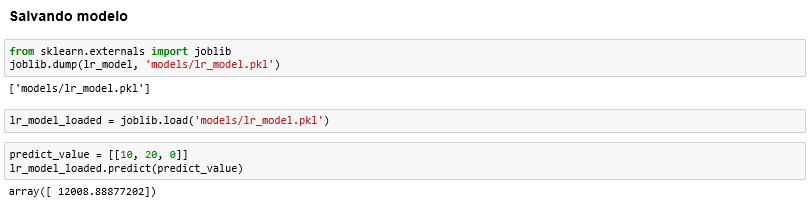 Salvando modelo
from sklearn.externals import joblib
joblib.dump(lr_model, 'models/lr_model.pkl')
['models/lr_model.pkl']
lr_model_loaded = joblib.load('models/lr_model.pkl')
predict_value = [[10, 20, 0]]
lr_model_loaded.predict(predict_value)
array([ 12008.88877202])